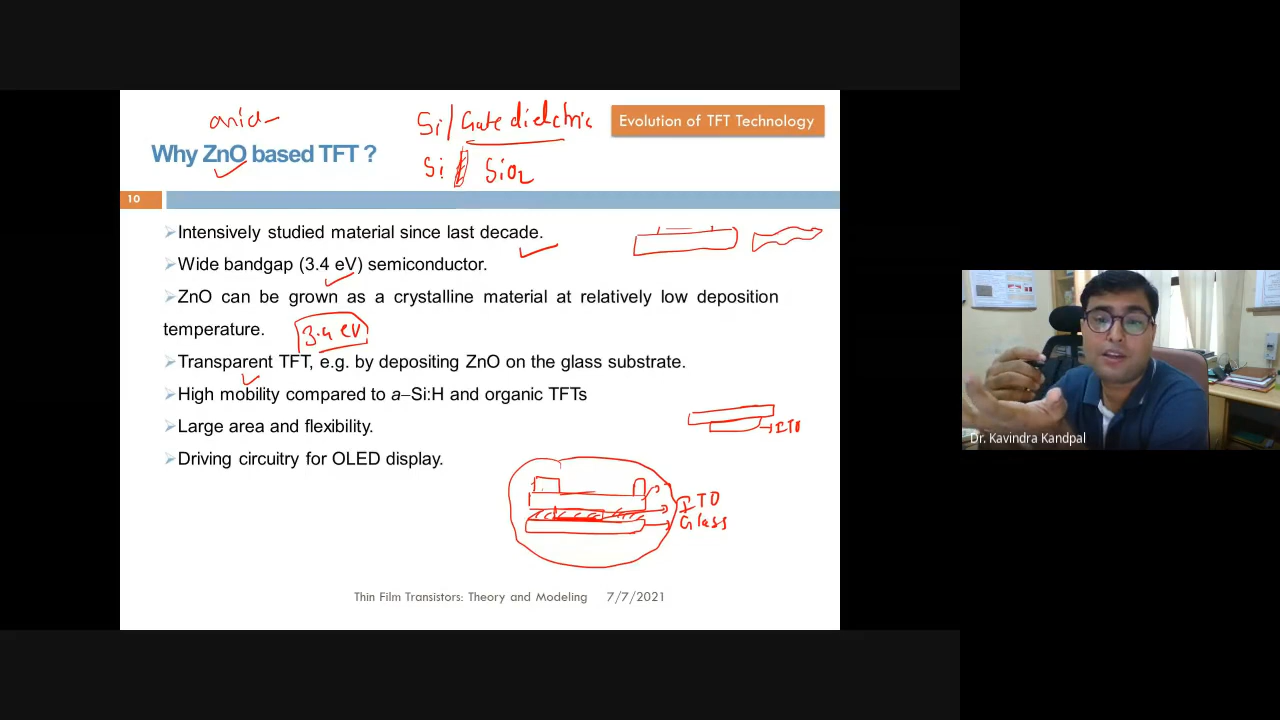 Si/Gate dielectric
Evolution of TFT Technology
Why ZnO based TFT ?
Si SiO2
10
➢Intensively studied material since last decade.
➢Wide bandgap (3.4 eV) semiconductor.
➢ZnO can be grown as a crystalline material at relatively low deposition
temperature.
3.4 eV
➢Transparent TFT, e.g. by depositing ZnO on the glass substrate.
➢High mobility compared to a–Si:H and organic TFTs
➢Large area and flexibility.
ITO
➢Driving circuitry for OLED display.
ITO
Glass
Thin Film Transistors: Theory and Modeling 7/7/2021
Dr. Kavindra Kandpal